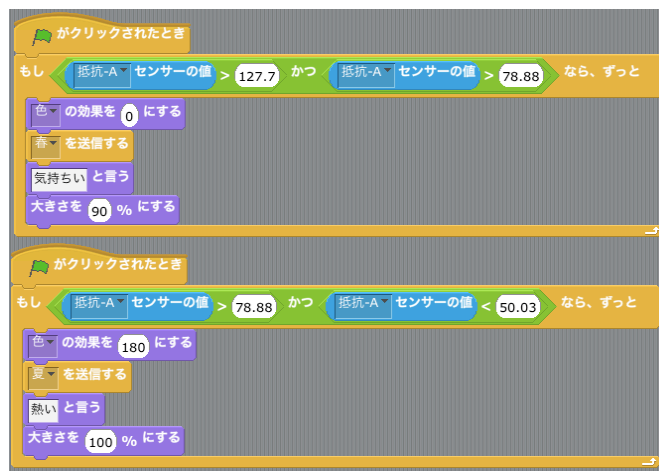 がクリックされたとき
もし 抵抗-A センサーの値 > 127.7 かつ 抵抗-A センサーの値 > 78.88 なら、ずっと
色 の効果を 0 にする
春 を送信する
気持ちい と言う
大きさを 90 % にする
がクリックされたとき
もし 抵抗-A センサーの値 > 78.88 かつ 抵抗-A センサーの値 < 50.03 なら、ずっと
色 の効果を 180 にする
夏 を送信する
熱い と言う
大きさを 100 % にする